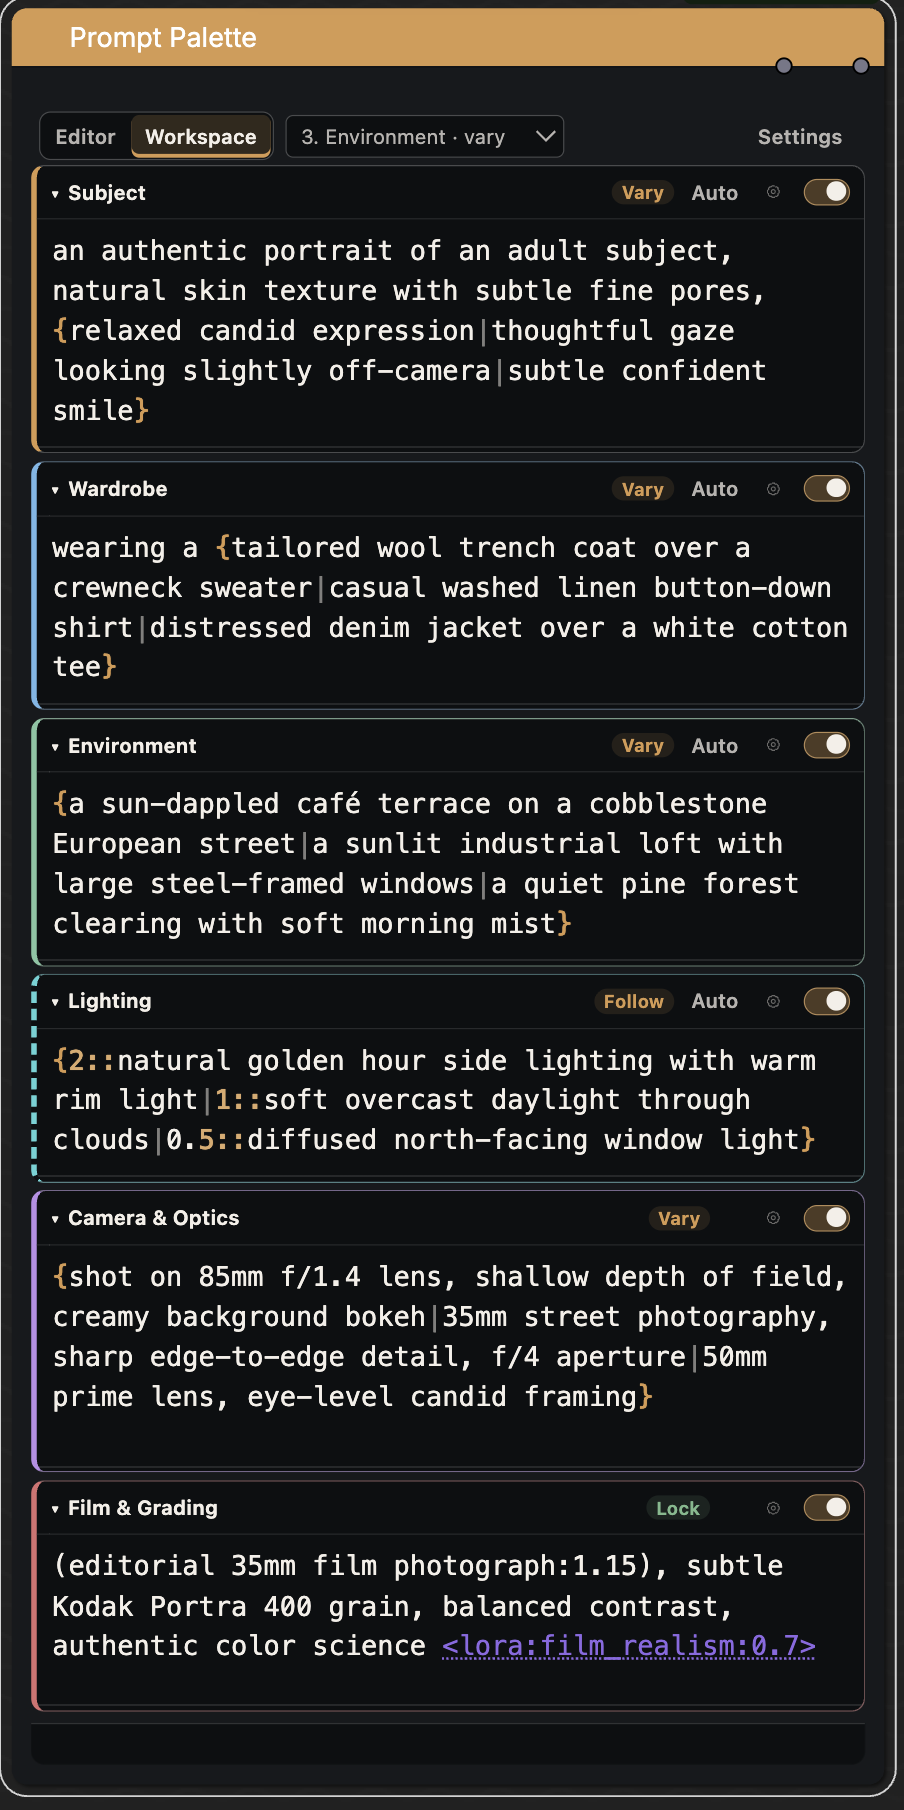 Prompt Palette
Editor Workspace 3. Environment · vary Settings
Subject Vary Auto
an authentic portrait of an adult subject,
natural skin texture with subtle fine pores,
{relaxed candid expression|thoughtful gaze
looking slightly off-camera|subtle confident
smile}
Wardrobe Vary Auto
wearing a {tailored wool trench coat over a
crewneck sweater|casual washed linen button-down
shirt|distressed denim jacket over a white cotton
tee}
Environment Vary Auto
{a sun-dappled café terrace on a cobblestone
European street|a sunlit industrial loft with
large steel-framed windows|a quiet pine forest
clearing with soft morning mist}
Lighting Follow Auto
{2::natural golden hour side lighting with warm
rim light|1::soft overcast daylight through
clouds|0.5::diffused north-facing window light}
Camera & Optics Vary
{shot on 85mm f/1.4 lens, shallow depth of field,
creamy background bokeh|35mm street photography,
sharp edge-to-edge detail, f/4 aperture|50mm
prime lens, eye-level candid framing}
Film & Grading Lock
(editorial 35mm film photograph:1.15), subtle
Kodak Portra 400 grain, balanced contrast,
authentic color science <lora:film_realism:0.7>